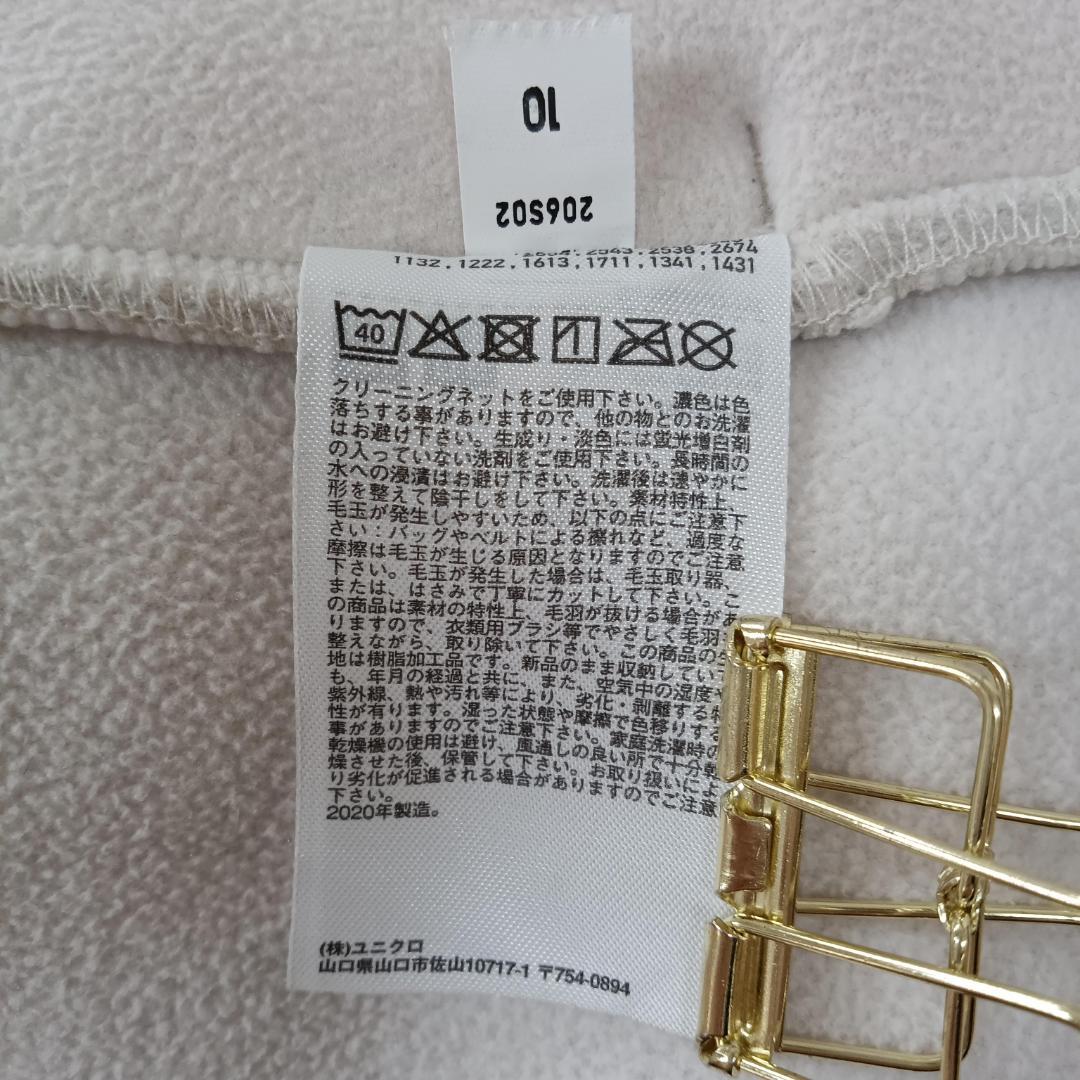 10
206S02
1132 , 1222 , 1613 , 1711 , 1341 , 1431
40
クリーニングネットをご使用下さい。濃色は色
落ちする事がありますので、他の物とのお洗濯
はお避け下さい。生成り・淡色には蛍光増白剤
の入っていない洗剤をご使用下さい。長時間の
水への浸漬はお避け下さい。洗濯後は速やかに
形を整えて陰干しをして下さい。素材特性上、
毛玉が発生しやすいため、以下の点にご注意下
さい：バッグやベルトによる擦れなど、過度な
摩擦は毛玉が生じる原因となりますのでご注意
下さい。毛玉が発生した場合は、毛玉取り器、
または、はさみで丁寧にカットして下さい。こ
の商品は素材の特性上、毛羽が抜ける場合があ
りますので、衣類用ブラシ等でやさしく毛羽
整えながら、取り除いて下さい。この商品の
地は樹脂加工品です。新品のまま収納してい
も、年月の経過と共に、また、空気中の湿度
紫外線、熱や汚れ等により、劣化・剥離する
性が有ります。湿った状態や摩擦で色移りす
事がありますのでご注意下さい。家庭洗濯時の
乾燥機の使用は避け、風通しの良い所で十分乾
燥させた後、保管して下さい。お取り扱いによ
り劣化が促進される場合がありますのでご注意
下さい。
2020年製造。
(株)ユニクロ
山口県山口市佐山10717-1 〒754-0894